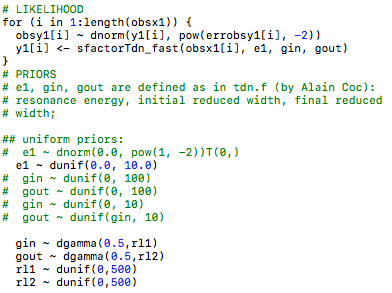 # LIKELIHOOD
for (i in 1:length(obsx1)) {
  obsy1[i] ~ dnorm(y1[i], pow(errobsy1[i], -2))
  y1[i] <- sfactorTdn_fast(obsx1[i], e1, gin, gout)
}
# PRIORS
# e1, gin, gout are defined as in tdn.f (by Alain Coc):
# resonance energy, initial reduced width, final reduced
# width;

## uniform priors:
#  e1 ~ dnorm(0.0, pow(1, -2))T(0,)
  e1 ~ dunif(0.0, 10.0)
#  gin ~ dunif(0, 100)
#  gout ~ dunif(0, 100)
#  gin ~ dunif(0, 10)
#  gout ~ dunif(gin, 10)

  gin ~ dgamma(0.5,rl1)
  gout ~ dgamma(0.5,rl2)
  rl1 ~ dunif(0,500)
  rl2 ~ dunif(0,500)